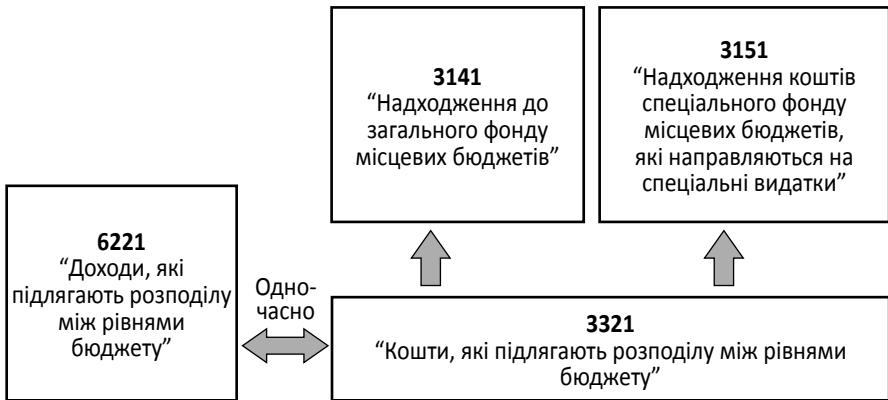 3141
“Надходження до
загального фонду
місцевих бюджетів”
3151
“Надходження коштів
спеціального фонду
місцевих бюджетів,
які направляються на
спеціальні видатки”
6221
“Доходи, які
підлягають розподілу
між рівнями
бюджету”
Одно-
часно
3321
“Кошти, які підлягають розподілу між рівнями
бюджету”